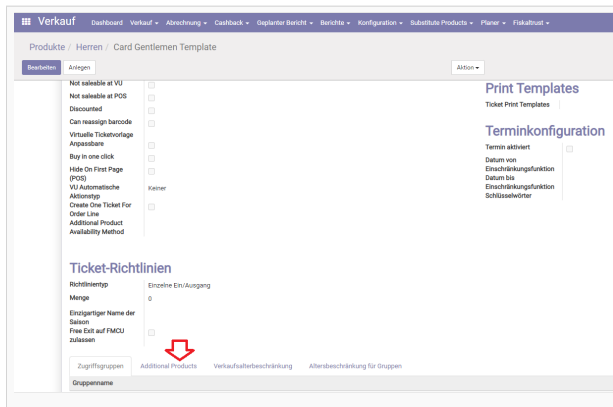 Verkauf Dashboard Verkauf Abrechnung Cashback Geplanter Bericht Berichte Konfiguration Substitute Products Planer Fiskaltrust
Produkte / Herren / Card Gentlemen Template
Bearbeiten Anlegen Aktion
Not saleable at VU
Not saleable at POS
Discounted
Can reassign barcode
Virtuelle Ticketvorlage
Anpassbare
Buy in one click
Hide On First Page
(POS)
VU Automatische Keiner
Aktionstyp
Create One Ticket For
Order Line
Additional Product
Availability Method
Print Templates
Ticket Print Templates
Terminkonfiguration
Termin aktiviert
Datum von
Einschränkungsfunktion
Datum bis
Einschränkungsfunktion
Schlüsselwörter
Ticket-Richtlinien
Richtlinientyp Einzelne Ein/Ausgang
Menge 0
Einzigartiger Name der
Saison
Free Exit auf FMCU
zulassen
Zugriffsgruppen Additional Products Verkaufsalterbeschränkung Altersbeschränkung für Gruppen
Gruppenname